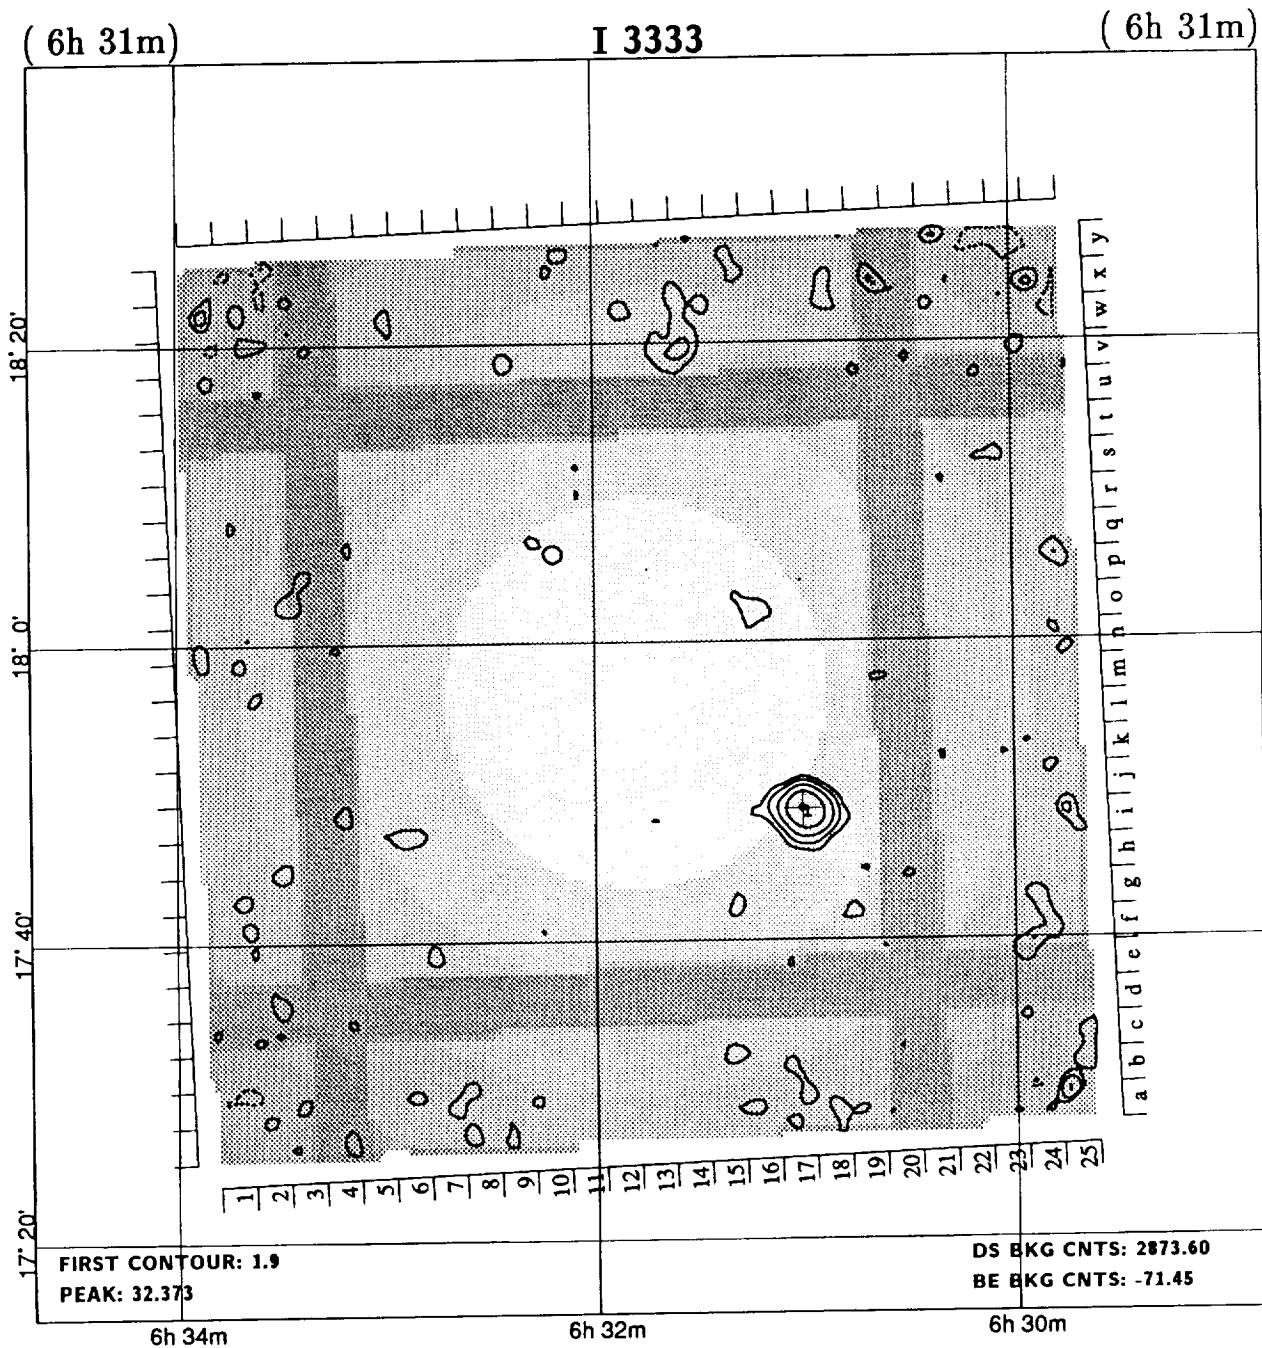 ( 6h 31m)
I 3333
( 6h 31m)
18° 20'
18° 0'
17° 40'
17° 20'
y
x
w
v
u
t
s
r
q
p
o
n
m
l
k
j
i
h
g
f
e
d
c
b
a
1 2 3 4 5 6 7 8 9 10 11 12 13 14 15 16 17 18 19 20 21 22 23 24 25
1
FIRST CONTOUR: 1.9
PEAK: 32.373
DS BKG CNTS: 2873.60
BE BKG CNTS: -71.45
6h 34m
6h 32m
6h 30m